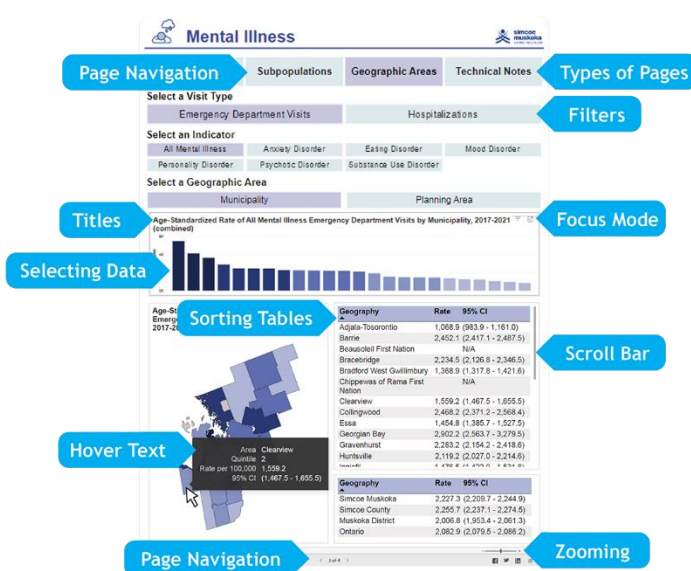 Mental Illness
simcoe
muskoka
Page Navigation
Subpopulations
Geographic Areas
Technical Notes
Types of Pages
Select a Visit Type
Emergency Department Visits
Hospitalizations
Filters
Select an Indicator
All Mental Illness
Anxiety Disorder
Eating Disorder
Mood Disorder
Personality Disorder
Psychotic Disorder
Substance Use Disorder
Select a Geographic Area
Municipality
Planning Area
Titles
Age-Standardized Rate of All Mental Illness Emergency Department Visits by Municipality, 2017-2021
(combined)
Focus Mode
Selecting Data
Sorting Tables
Geography Rate 95% CI
Adjala-Tosorontio 1,068.9 (983.9 - 1,161.0)
Barrie 2,452.1 (2,417.1 - 2,487.5)
Beausoleil First Nation N/A
Bracebridge 2,234.5 (2,126.8 - 2,346.5)
Bradford West Gwillimbury 1,368.9 (1,317.8 - 1,421.6)
Chippewas of Rama First N/A
Nation
Clearview 1,559.2 (1,467.5 - 1,655.5)
Collingwood 2,468.2 (2,371.2 - 2,568.4)
Essa 1,454.8 (1,385.7 - 1,527.5)
Georgian Bay 2,902.2 (2,563.7 - 3,279.5)
Gravenhurst 2,283.2 (2,154.2 - 2,418.6)
Huntsville 2,119.2 (2,027.0 - 2,214.6)
Scroll Bar
Hover Text
Area Clearview
Quintile 2
Rate per 100,000 1,559.2
95% CI (1,467.5 - 1,655.5)
Geography Rate 95% CI
Simcoe Muskoka 2,227.3 (2,209.7 - 2,244.9)
Simcoe County 2,255.7 (2,237.1 - 2,274.5)
Muskoka District 2,006.8 (1,953.4 - 2,061.3)
Ontario 2,082.9 (2,079.5 - 2,086.2)
Page Navigation
3 of 4
Zooming